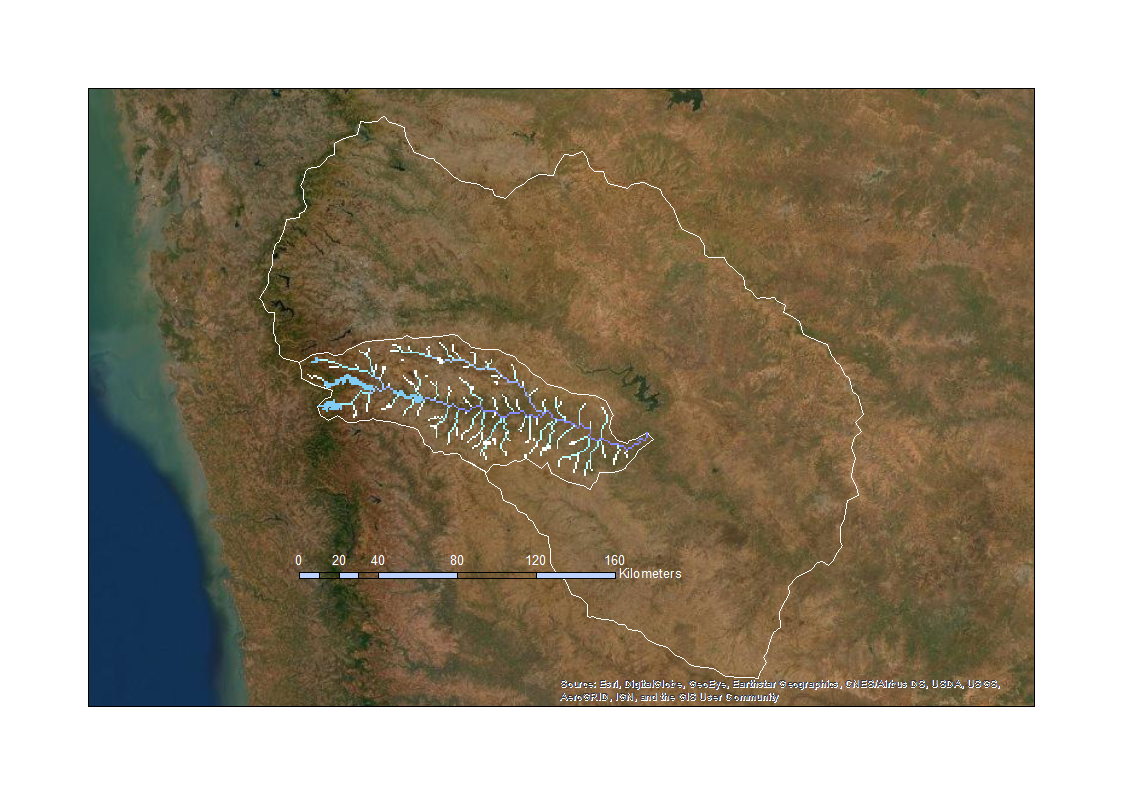 0 20 40 80 120 160
Kilometers
Source: Esri, DigitalGlobe, GeoEye, Earthstar Geographics, CNES/Airbus DS, USDA, USGS,
AeroGRID, IGN, and the GIS User Community